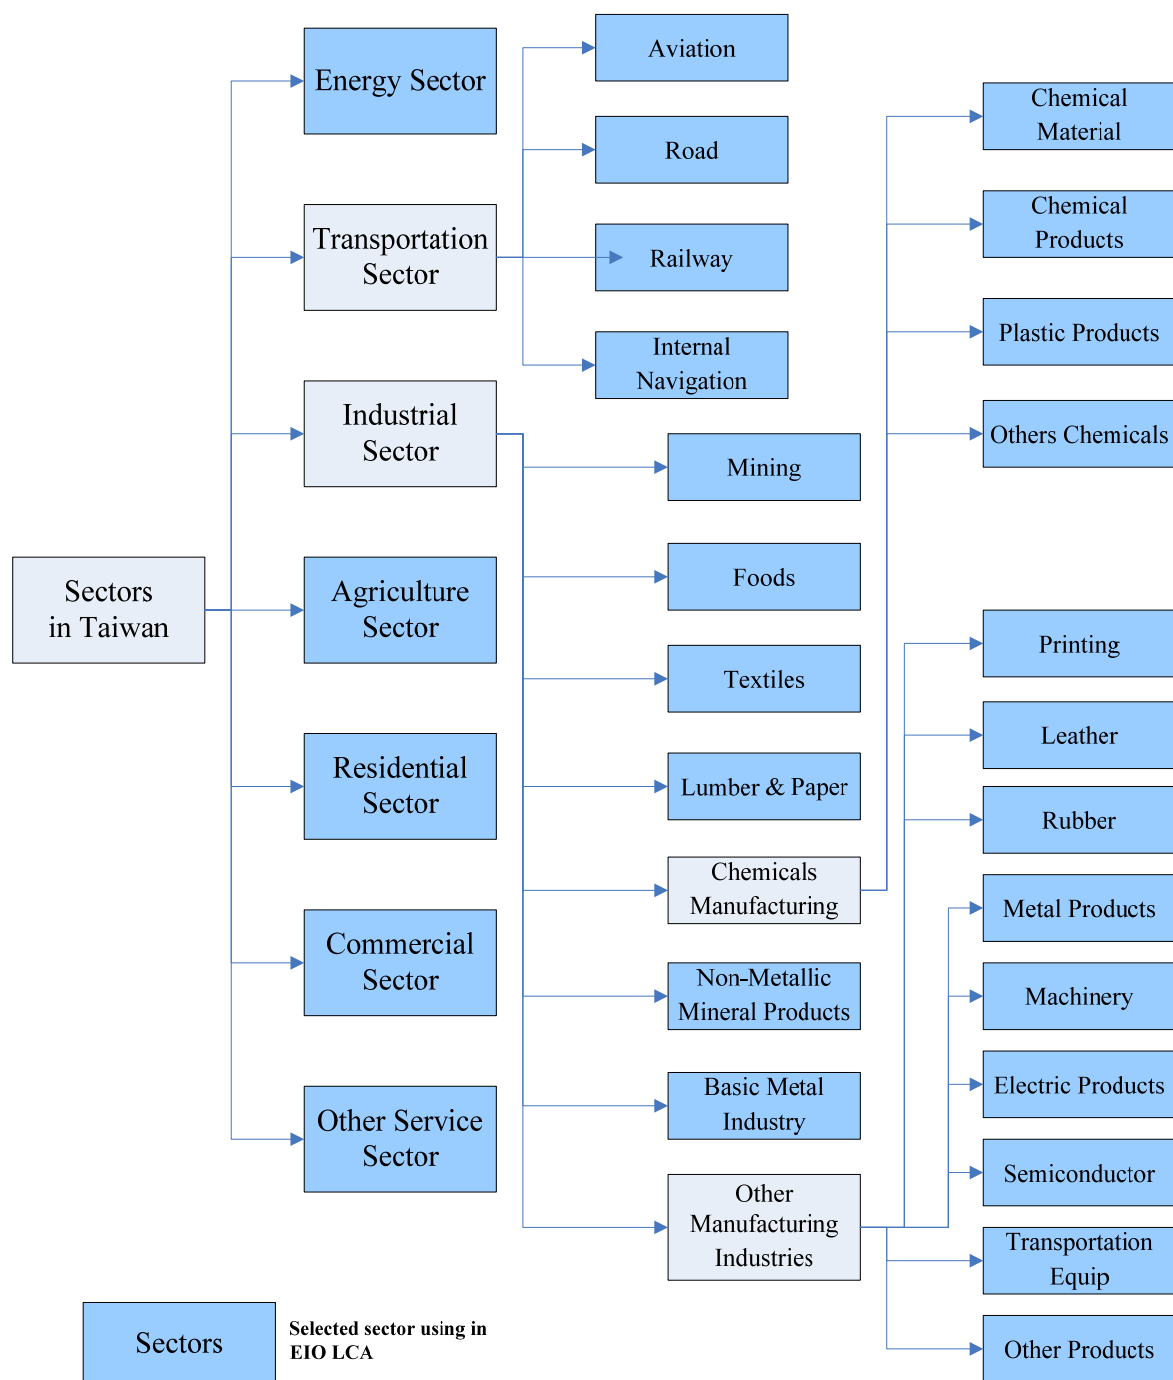 Sectors
in Taiwan
Energy Sector
Transportation
Sector
Industrial
Sector
Agriculture
Sector
Residential
Sector
Commercial
Sector
Other Service
Sector
Aviation
Road
Railway
Internal
Navigation
Mining
Foods
Textiles
Lumber & Paper
Chemicals
Manufacturing
Non-Metallic
Mineral Products
Basic Metal
Industry
Other
Manufacturing
Industries
Chemical
Material
Chemical
Products
Plastic Products
Others Chemicals
Printing
Leather
Rubber
Metal Products
Machinery
Electric Products
Semiconductor
Transportation
Equip
Other Products
Sectors
Selected sector using in
EIO LCA